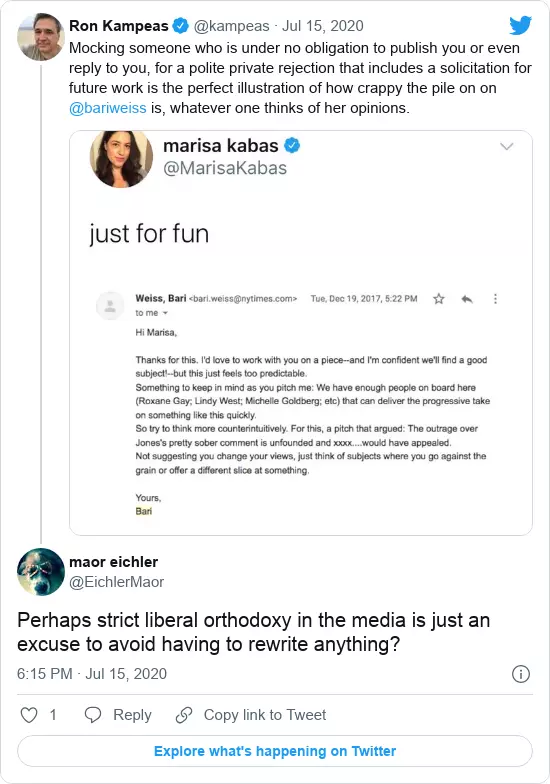 Ron Kampeas @kampeas · Jul 15, 2020
Mocking someone who is under no obligation to publish you or even
reply to you, for a polite private rejection that includes a solicitation for
future work is the perfect illustration of how crappy the pile on on
@bariweiss is, whatever one thinks of her opinions.
marisa kabas
@MarisaKabas
just for fun
Weiss, Bari <bari.weiss@nytimes.com> Tue, Dec 19, 2017, 5:22 PM
to me
Hi Marisa,
Thanks for this. I'd love to work with you on a piece--and I'm confident we'll find a good
subject!--but this just feels too predictable.
Something to keep in mind as you pitch me: We have enough people on board here
(Roxane Gay; Lindy West; Michelle Goldberg; etc) that can deliver the progressive take
on something like this quickly.
So try to think more counterintuitively. For this, a pitch that argued: The outrage over
Jones's pretty sober comment is unfounded and xxxx....would have appealed.
Not suggesting you change your views, just think of subjects where you go against the
grain or offer a different slice at something.
Yours,
Bari
maor eichler
@EichlerMaor
Perhaps strict liberal orthodoxy in the media is just an
excuse to avoid having to rewrite anything?
6:15 PM · Jul 15, 2020
1 Reply Copy link to Tweet
Explore what's happening on Twitter